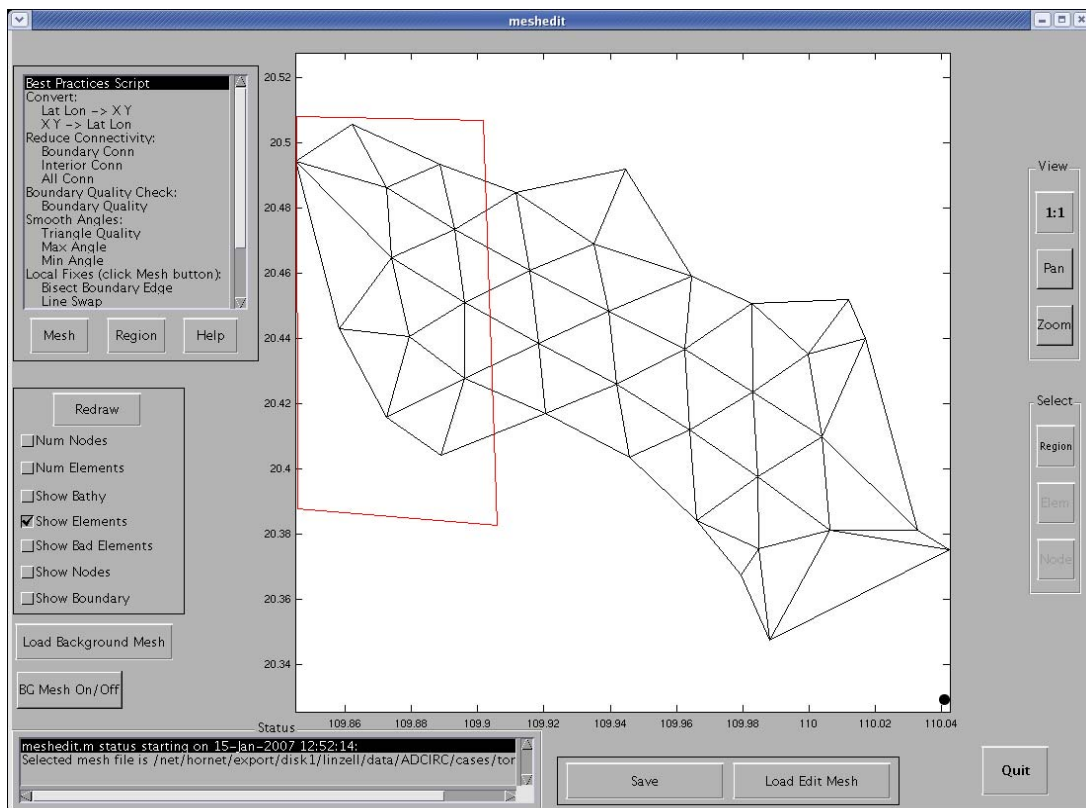 meshedit
Best Practices Script
Convert:
Lat Lon -> X Y
XY -> Lat Lon
Reduce Connectivity:
Boundary Conn
Interior Conn
All Conn
Boundary Quality Check:
Boundary Quality
Smooth Angles:
Triangle Quality
Max Angle
Min Angle
Local Fixes (click Mesh button):
Bisect Boundary Edge
Line Swap
Mesh Region Help
Redraw
Num Nodes
Num Elements
Show Bathy
Show Elements
Show Bad Elements
Show Nodes
Show Boundary
Load Background Mesh
BG Mesh On/Off
20.52
20.5
20.48
20.46
20.44
20.42
20.4
20.38
20.36
20.34
109.86 109.88 109.9 109.92 109.94 109.96 109.98 110 110.02 110.04
View
1:1
Pan
Zoom
Select
Region
Elem
Node
Status
meshedit.m status starting on 15-Jan-2007 12:52:14:
Selected mesh file is /net/hornet/export/disk1/linzell/data/ADCIRC/cases/tor
Save Load Edit Mesh
Quit